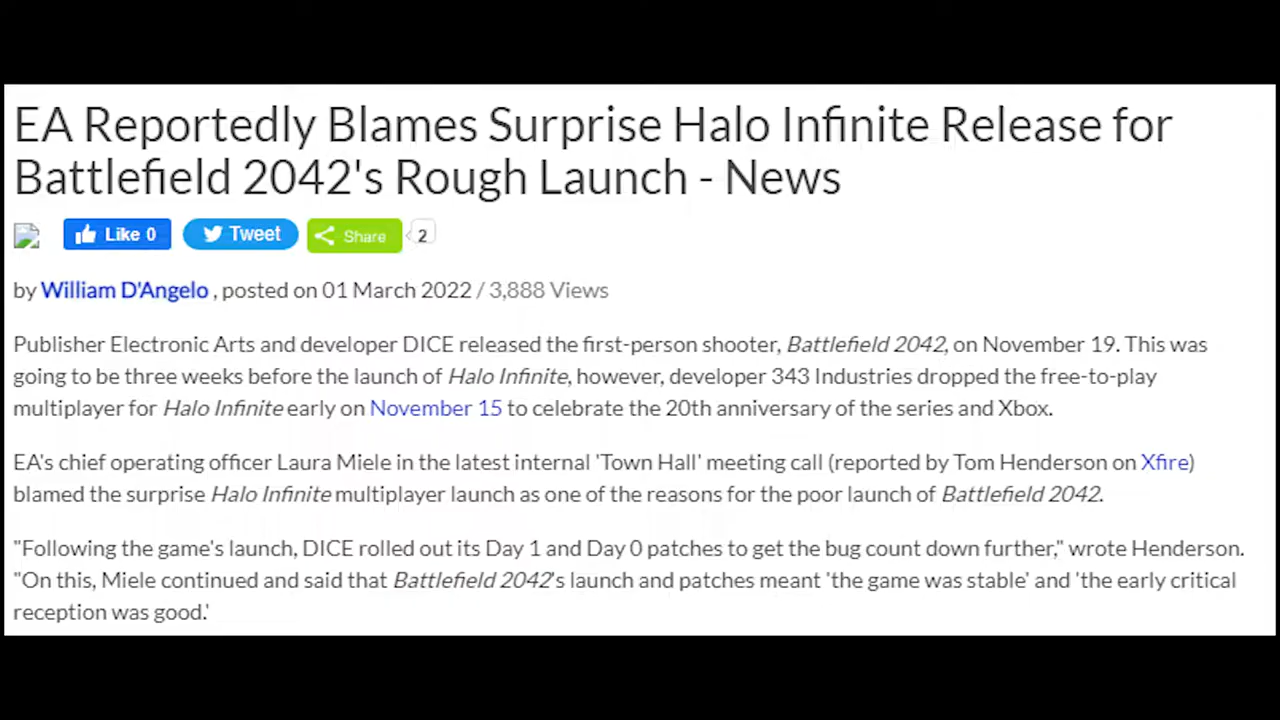 EA Reportedly Blames Surprise Halo Infinite Release for
Battlefield 2042's Rough Launch - News
Like 0 Tweet Share 2
by William D'Angelo , posted on 01 March 2022 / 3,888 Views
Publisher Electronic Arts and developer DICE released the first-person shooter, Battlefield 2042, on November 19. This was
going to be three weeks before the launch of Halo Infinite, however, developer 343 Industries dropped the free-to-play
multiplayer for Halo Infinite early on November 15 to celebrate the 20th anniversary of the series and Xbox.
EA's chief operating officer Laura Miele in the latest internal 'Town Hall' meeting call (reported by Tom Henderson on Xfire)
blamed the surprise Halo Infinite multiplayer launch as one of the reasons for the poor launch of Battlefield 2042.
"Following the game's launch, DICE rolled out its Day 1 and Day 0 patches to get the bug count down further," wrote Henderson.
"On this, Miele continued and said that Battlefield 2042's launch and patches meant 'the game was stable' and 'the early critical
reception was good.'